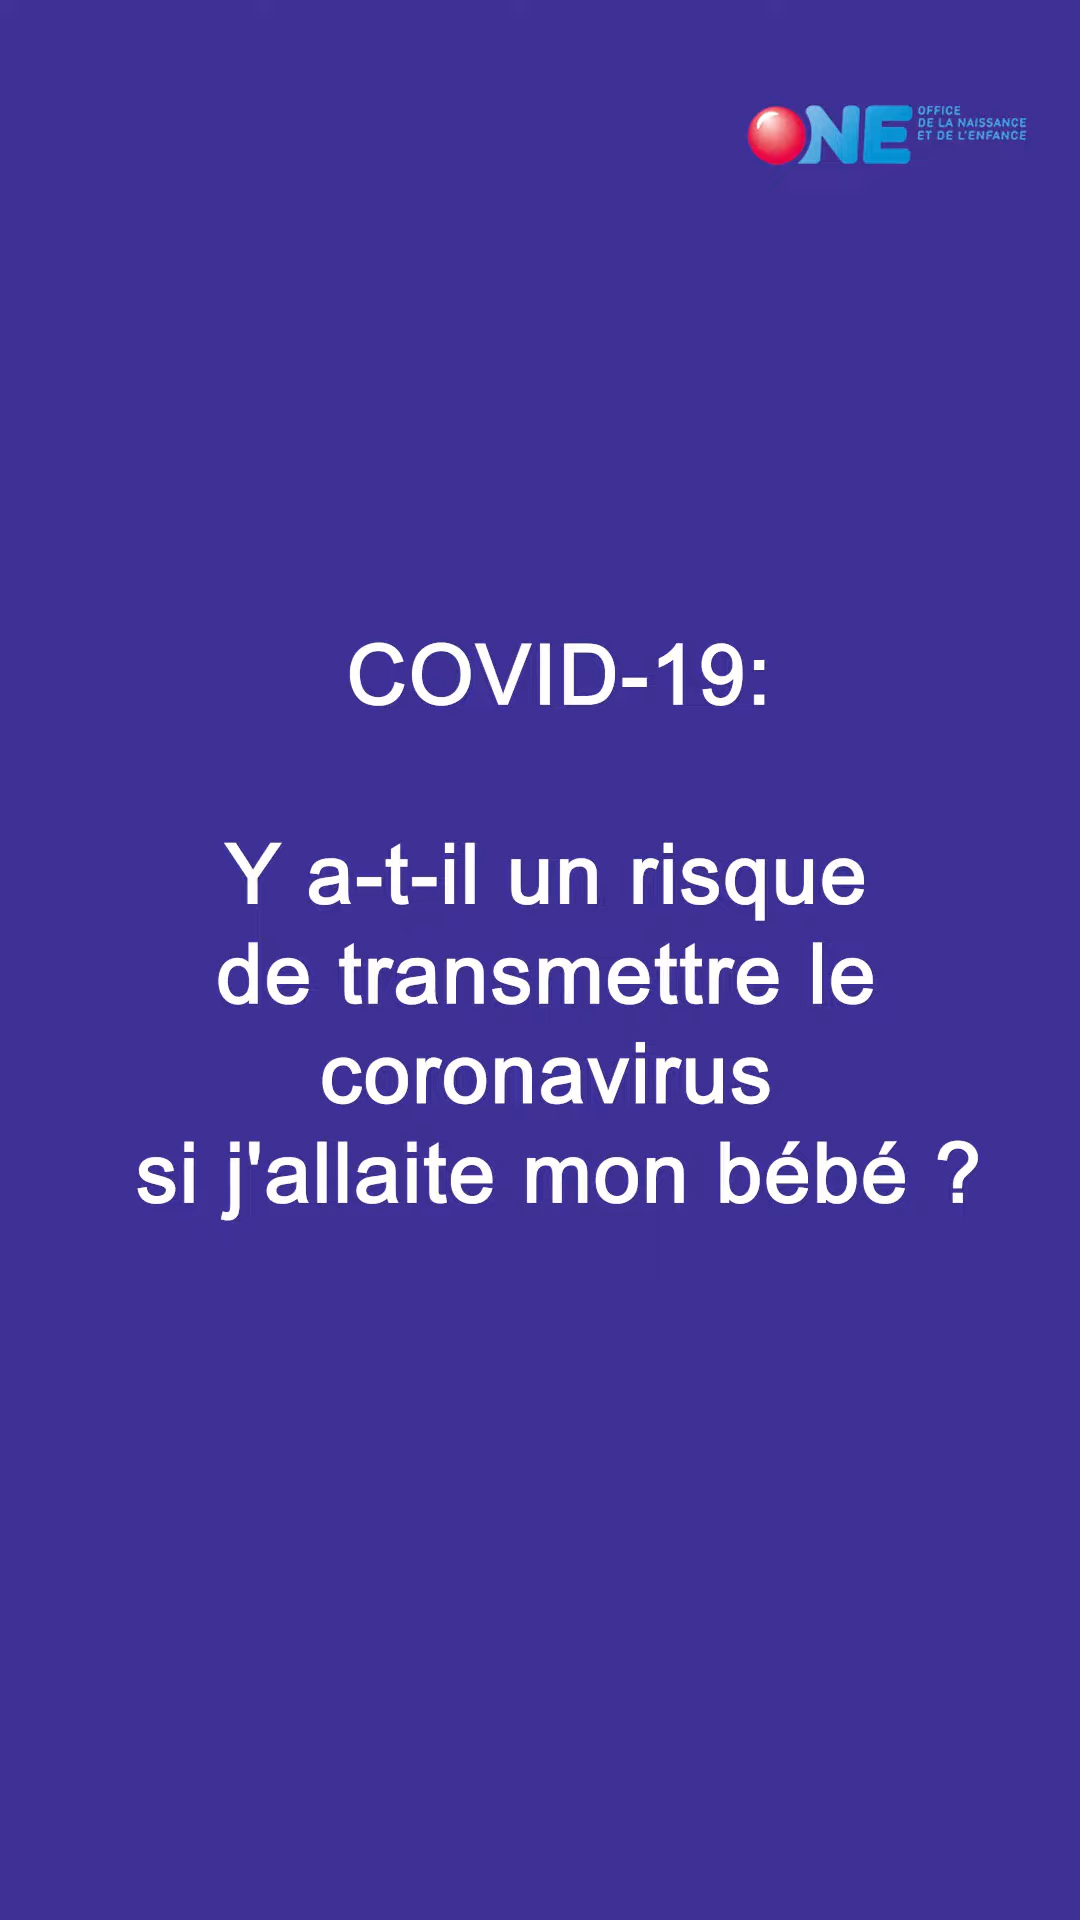 ONE
OFFICE
DE LA NAISSANCE
ET DE L'ENFANCE
COVID-19:
Y a-t-il un risque
de transmettre le
coronavirus
si j'allaite mon bébé ?